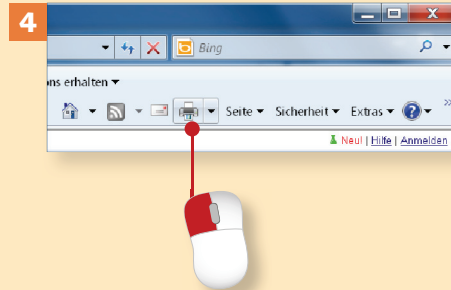 4
Bing
ons erhalten
Seite Sicherheit Extras
Neu! | Hilfe | Anmelden